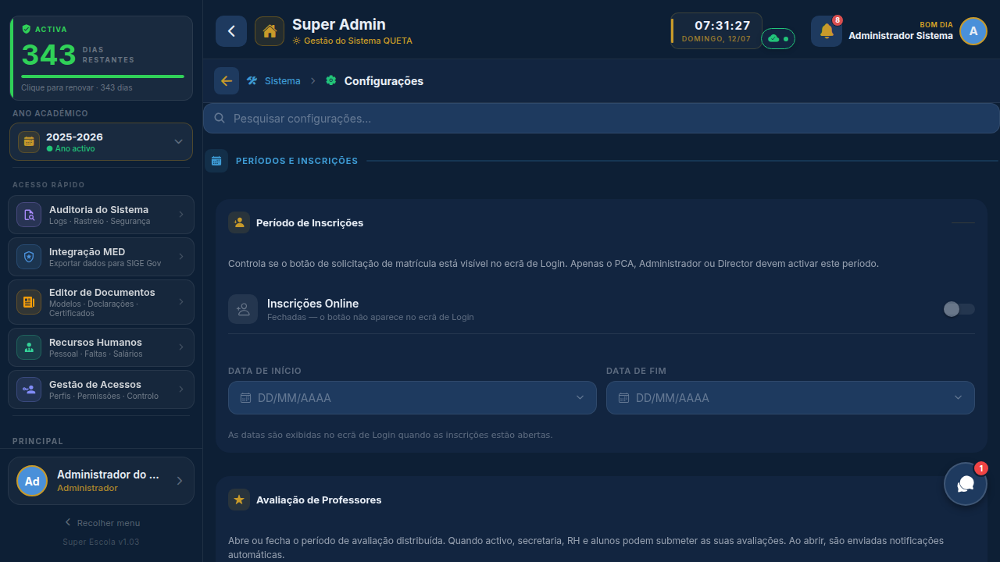 ACTIVA
343 DIAS RESTANTES
Clique para renovar · 343 dias
ANO ACADÉMICO
2025-2026
Ano activo
ACESSO RÁPIDO
Auditoria do Sistema
Logs · Rastreio · Segurança
Integração MED
Exportar dados para SIGE Gov
Editor de Documentos
Modelos · Declarações ·
Certificados
Recursos Humanos
Pessoal · Faltas · Salários
Gestão de Acessos
Perfis · Permissões · Controlo
PRINCIPAL
Ad
Administrador do ...
Administrador
Recolher menu
Super Escola v1.03
Super Admin
Gestão do Sistema QUETA
07:31:27
DOMINGO, 12/07
8
BOM DIA
Administrador Sistema
A
Sistema
Configurações
Pesquisar configurações...
PERÍODOS E INSCRIÇÕES
Período de Inscrições
Controla se o botão de solicitação de matrícula está visível no ecrã de Login. Apenas o PCA, Administrador ou Director devem activar este período.
Inscrições Online
Fechadas — o botão não aparece no ecrã de Login
DATA DE INÍCIO
DD/MM/AAAA
DATA DE FIM
DD/MM/AAAA
As datas são exibidas no ecrã de Login quando as inscrições estão abertas.
1
Avaliação de Professores
Abre ou fecha o período de avaliação distribuída. Quando activo, secretaria, RH e alunos podem submeter as suas avaliações. Ao abrir, são enviadas notificações
automáticas.